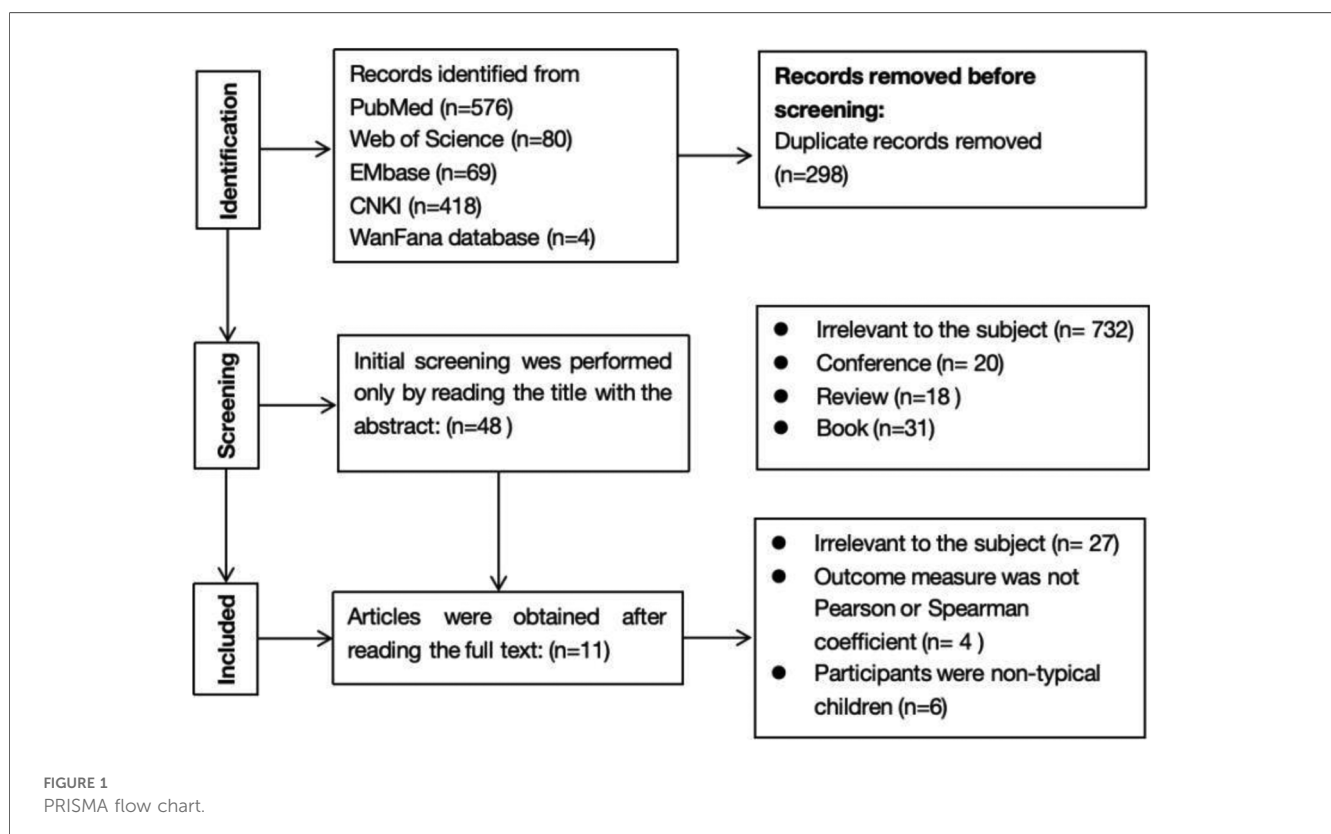 Identification
Records identified from
PubMed (n=576)
Web of Science (n=80)
EMbase (n=69)
CNKI (n=418)
WanFana database (n=4)
Records removed before
screening:
Duplicate records removed
(n=298)
Screening
Initial screening wes performed
only by reading the title with the
abstract: (n=48 )
● Irrelevant to the subject (n= 732)
● Conference (n= 20)
● Review (n=18 )
● Book (n=31)
Included
Articles were obtained after
reading the full text: (n=11)
● Irrelevant to the subject (n= 27)
● Outcome measure was not
Pearson or Spearman
coefficient (n= 4 )
● Participants were non-typical
children (n=6)
FIGURE 1
PRISMA flow chart.